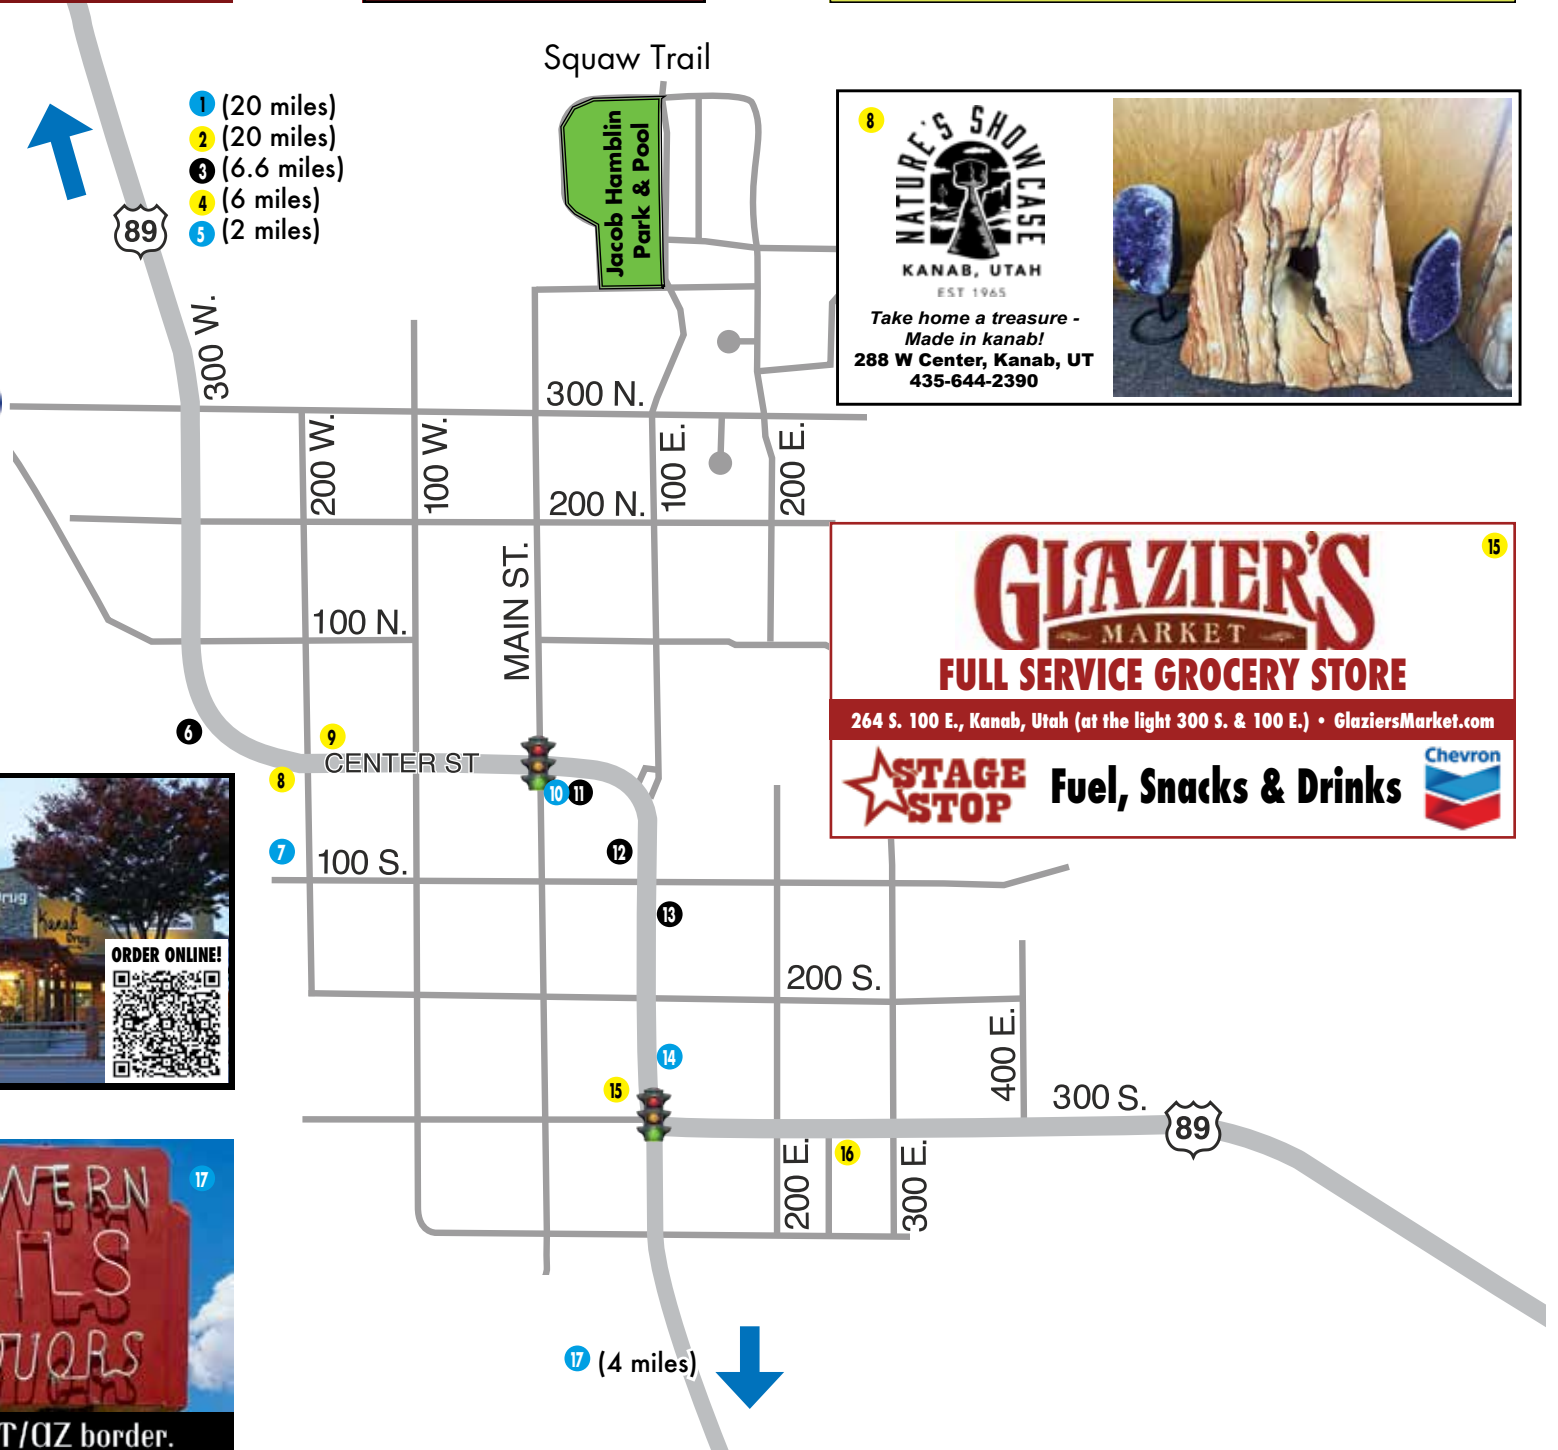 Squaw Trail
1 (20 miles)
2 (20 miles)
3 (6.6 miles)
4 (6 miles)
5 (2 miles)
89
Jacob Hamblin
Park & Pool
8
NATURE'S SHOWCASE
KANAB, UTAH
EST 1965
Take home a treasure -
Made in kanab!
288 W Center, Kanab, UT
435-644-2390
300 W.
300 N.
200 W.
100 W.
100 E.
200 E.
200 N.
MAIN ST.
100 N.
15
GLAZIER'S
MARKET
FULL SERVICE GROCERY STORE
264 S. 100 E., Kanab, Utah (at the light 300 S. & 100 E.) • GlaziersMarket.com
STAGE
STOP
Fuel, Snacks & Drinks
Chevron
6
9
CENTER ST
8
10
11
7
100 S.
12
13
Kanab
Drug
ORDER ONLINE!
200 S.
400 E.
14
15
300 S.
89
16
200 E.
300 E.
17
WERN
ILS
UORS
T/AZ border.
17 (4 miles)